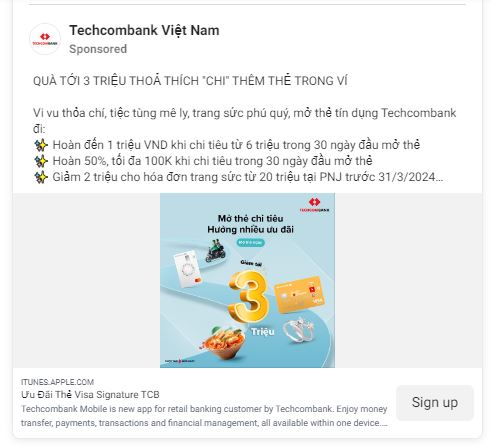 TECHCOMBANK
Techcombank Việt Nam
Sponsored
QUÀ TỚI 3 TRIỆU THOẢ THÍCH "CHI" THÊM THẺ TRONG VÍ
Vi vu thỏa chí, tiệc tùng mê ly, trang sức phú quý, mở thẻ tín dụng Techcombank
đi:
✨ Hoàn đến 1 triệu VND khi chi tiêu từ 6 triệu trong 30 ngày đầu mở thẻ
✨ Hoàn 50%, tối đa 100K khi chi tiêu trong 30 ngày đầu mở thẻ
✨ Giảm 2 triệu cho hóa đơn trang sức từ 20 triệu tại PNJ trước 31/3/2024...
TECHCOMBANK
Mở thẻ chi tiêu
Hưởng nhiều ưu đãi
Mở thẻ ngay
Giảm tới
3
Triệu
VISA
ITUNES.APPLE.COM
Ưu Đãi Thẻ Visa Signature TCB
Techcombank Mobile is new app for retail banking customer by Techcombank. Enjoy money
transfer, payments, transactions and financial management, all available within one device....
Sign up